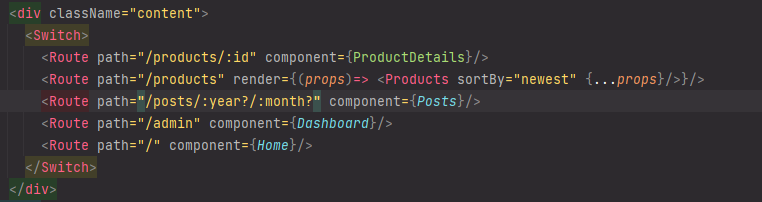 <div className="content">
<Switch>
<Route path="/products/:id" component={ProductDetails}/>
<Route path="/products" render={(props)=> <Products sortBy="newest" {...props}/>}/>
<Route path="/posts/:year?/:month?" component={Posts}/>
<Route path="/admin" component={Dashboard}/>
<Route path="/" component={Home}/>
</Switch>
</div>